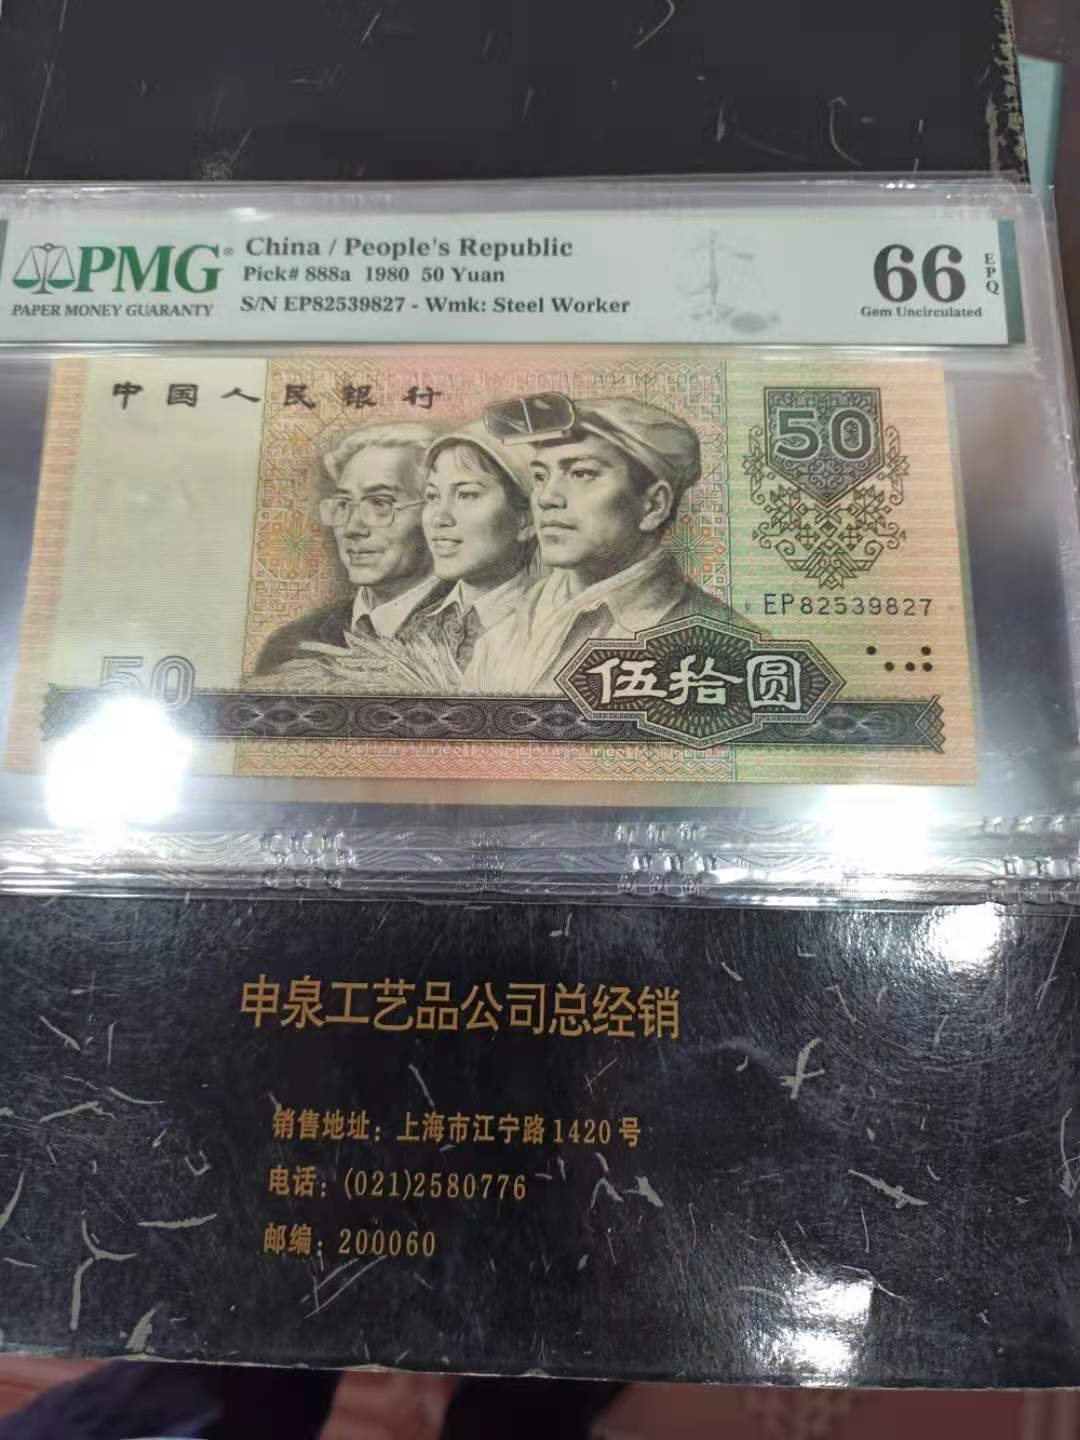 PMG® China / People's Republic
Pick# 888a 1980 50 Yuan
PAPER MONEY GUARANTY S/N EP82539827 - Wmk: Steel Worker
66 EPQ
Gem Uncirculated
中国人民银行
50
EP82539827
50
伍拾圆
申泉工艺品公司总经销
销售地址：上海市江宁路1420号
电话：(021)2580776
邮编：200060